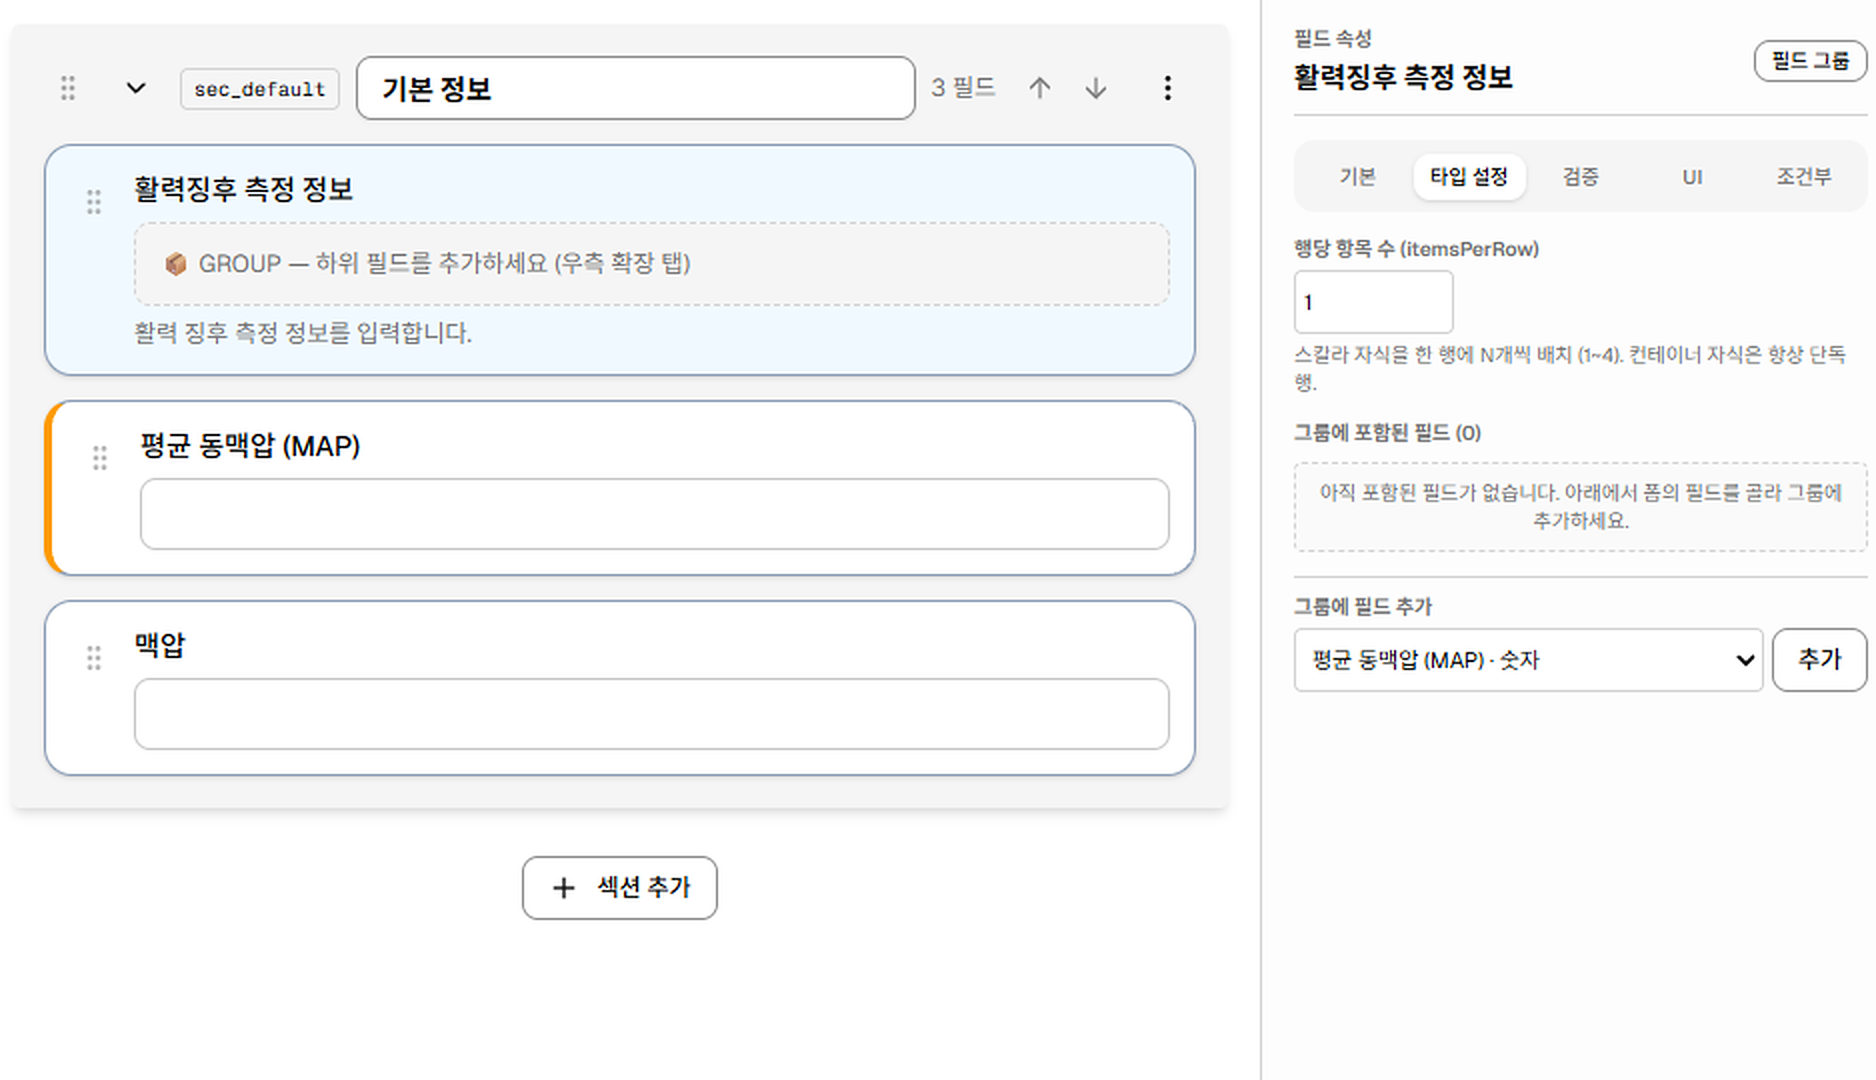 sec_default
기본 정보
3 필드
활력징후 측정 정보
GROUP — 하위 필드를 추가하세요 (우측 확장 탭)
활력 징후 측정 정보를 입력합니다.
평균 동맥압 (MAP)
맥압
섹션 추가
필드 속성
활력징후 측정 정보
필드 그룹
기본
타입 설정
검증
UI
조건부
행당 항목 수 (itemsPerRow)
1
스칼라 자식을 한 행에 N개씩 배치 (1~4). 컨테이너 자식은 항상 단독
행.
그룹에 포함된 필드 (0)
아직 포함된 필드가 없습니다. 아래에서 폼의 필드를 골라 그룹에
추가하세요.
그룹에 필드 추가
평균 동맥압 (MAP) · 숫자
추가